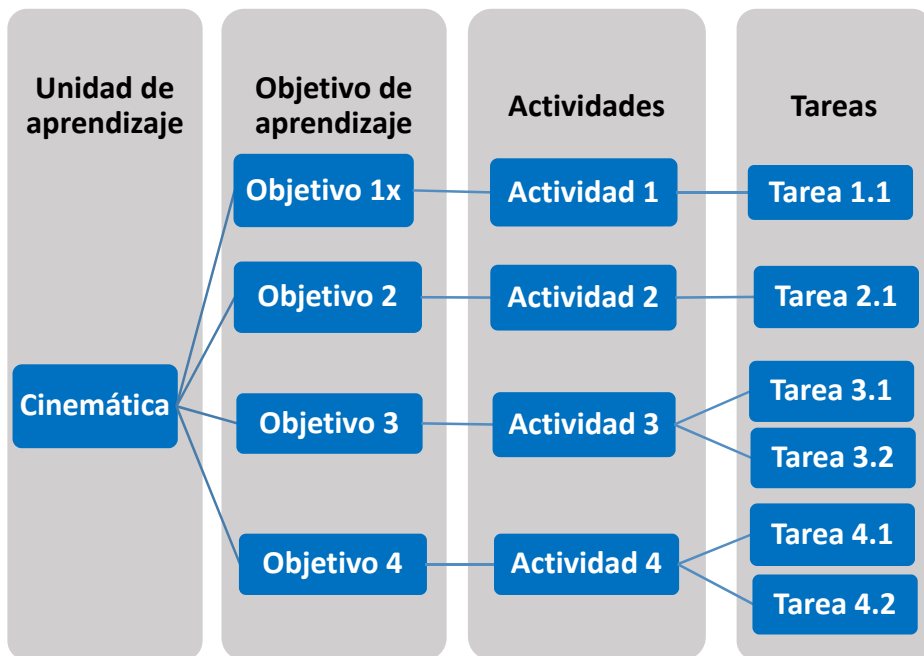 Unidad de
aprendizaje
Objetivo de
aprendizaje
Actividades
Tareas
Objetivo 1x
Actividad 1
Tarea 1.1
Objetivo 2
Actividad 2
Tarea 2.1
Cinemática
Objetivo 3
Actividad 3
Tarea 3.1
Tarea 3.2
Objetivo 4
Actividad 4
Tarea 4.1
Tarea 4.2